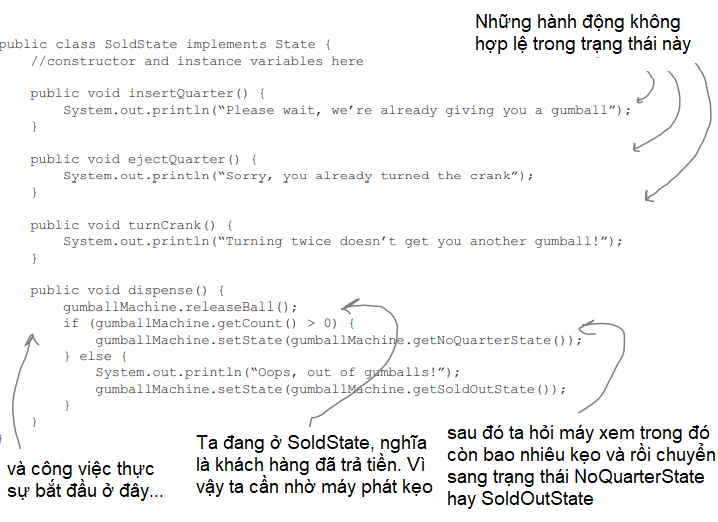 Những hành động không
hợp lệ trong trạng thái này
public class SoldState implements State {
//constructor and instance variables here
public void insertQuarter() {
System.out.println(“Please wait, we’re already giving you a gumball”);
}
public void ejectQuarter() {
System.out.println(“Sorry, you already turned the crank”);
}
public void turnCrank() {
System.out.println(“Turning twice doesn’t get you another gumball!”);
}
public void dispense() {
gumballMachine.releaseBall();
if (gumballMachine.getCount() > 0) {
gumballMachine.setState(gumballMachine.getNoQuarterState());
} else {
System.out.println(“Oops, out of gumballs!”);
gumballMachine.setState(gumballMachine.getSoldOutState());
}
}
}
và công việc thực
sự bắt đầu ở đây...
Ta đang ở SoldState, nghĩa
là khách hàng đã trả tiền. Vì
vậy ta cần nhờ máy phát kẹo
sau đó ta hỏi máy xem trong đó
còn bao nhiêu kẹo và rồi chuyển
sang trạng thái NoQuarterState
hay SoldOutState